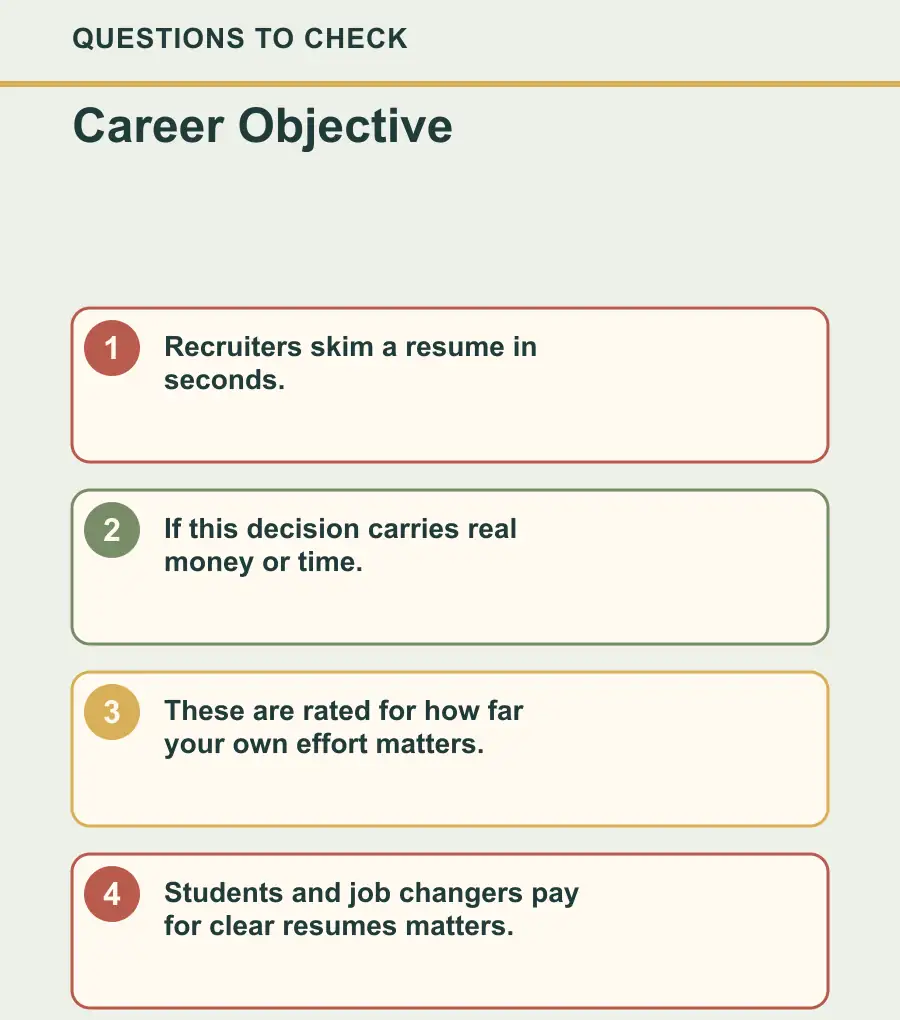 QUESTIONS TO CHECK
Career Objective
1
Recruiters skim a resume in
seconds.
2
If this decision carries real
money or time.
3
These are rated for how far
your own effort matters.
4
Students and job changers pay
for clear resumes matters.